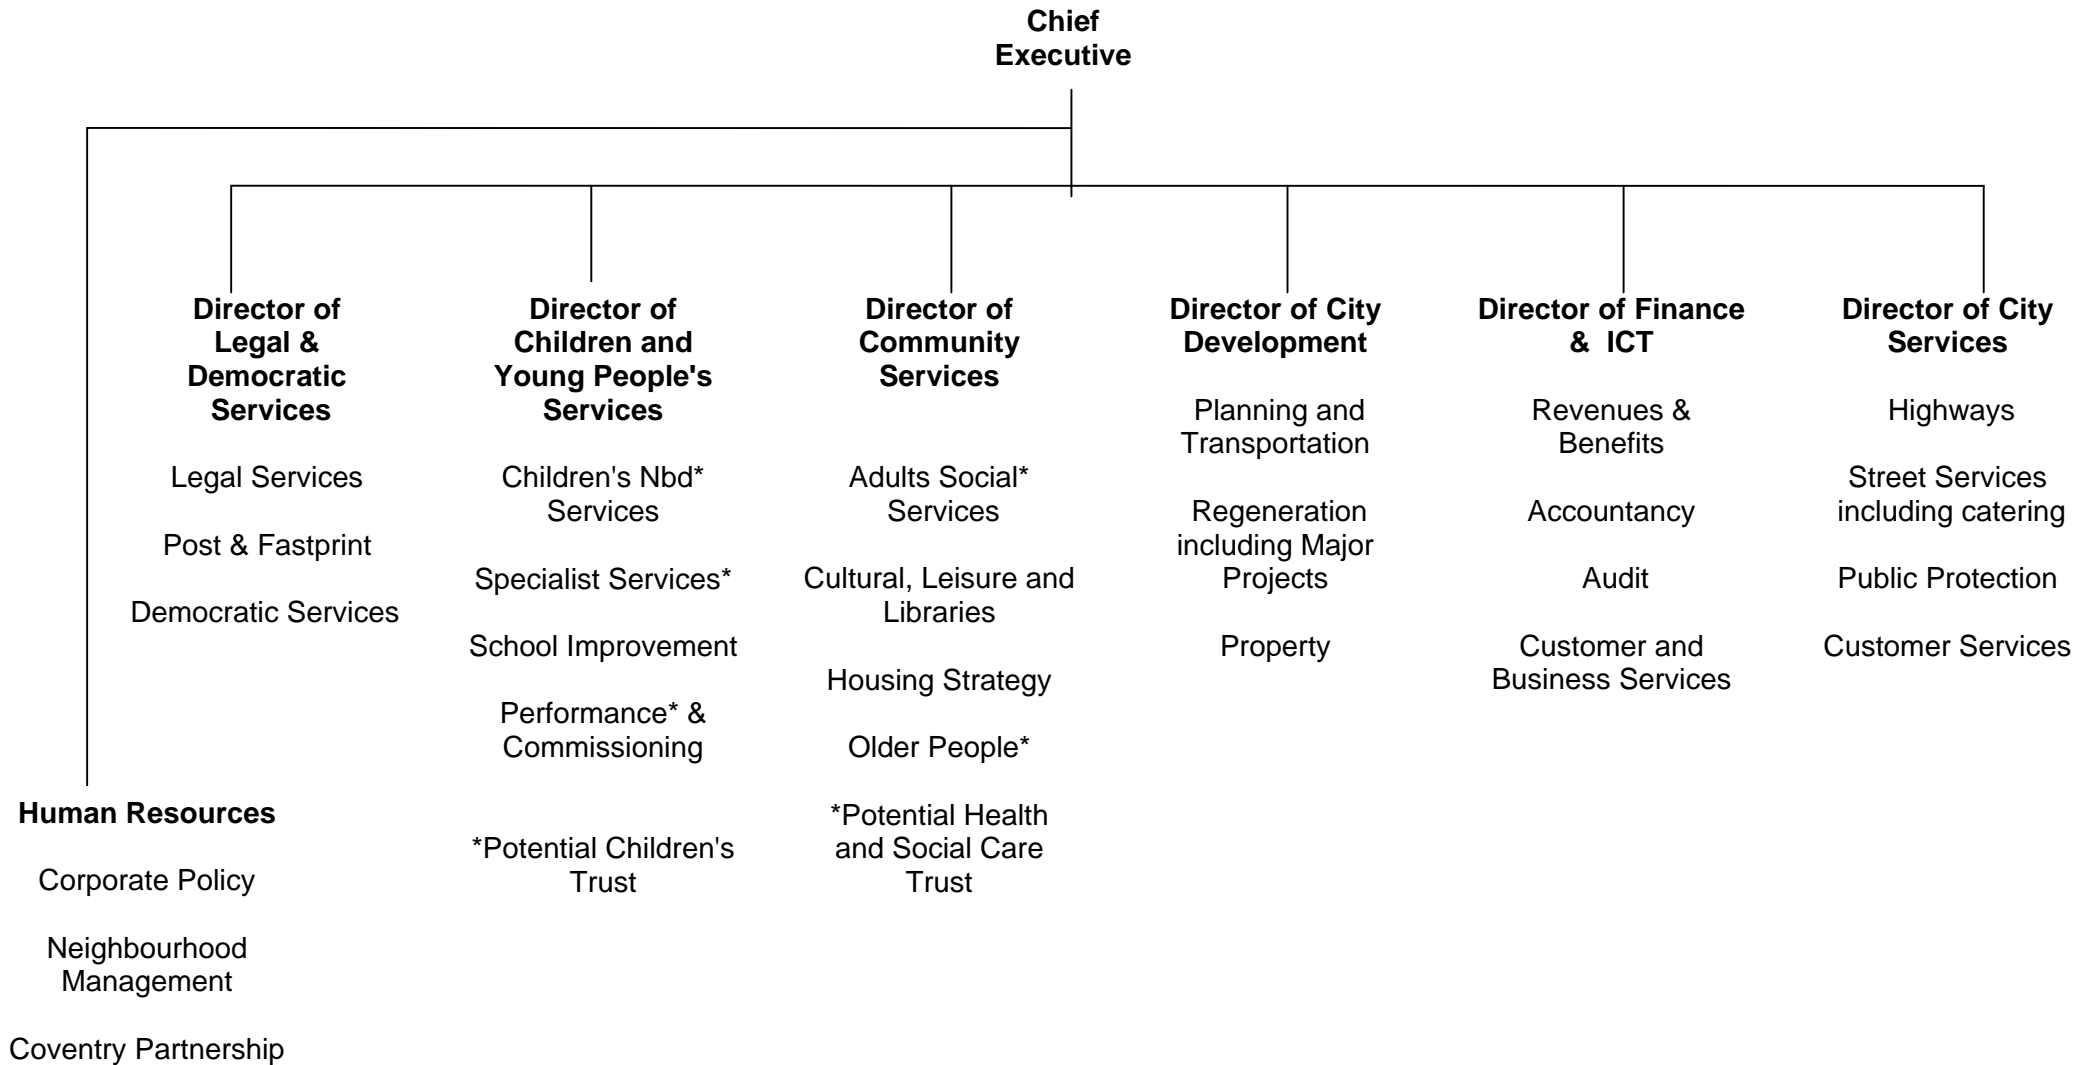 Chief
Executive
Director of
Legal &
Democratic
Services
Legal Services
Post & Fastprint
Democratic Services
Director of
Children and
Young People's
Services
Children's Nbd*
Services
Specialist Services*
School Improvement
Performance* &
Commissioning
*Potential Children's
Trust
Director of
Community
Services
Adults Social*
Services
Cultural, Leisure and
Libraries
Housing Strategy
Older People*
*Potential Health
and Social Care
Trust
Director of City
Development
Planning and
Transportation
Regeneration
including Major
Projects
Property
Director of Finance
& ICT
Revenues &
Benefits
Accountancy
Audit
Customer and
Business Services
Director of City
Services
Highways
Street Services
including catering
Public Protection
Customer Services
Human Resources
Corporate Policy
Neighbourhood
Management
Coventry Partnership